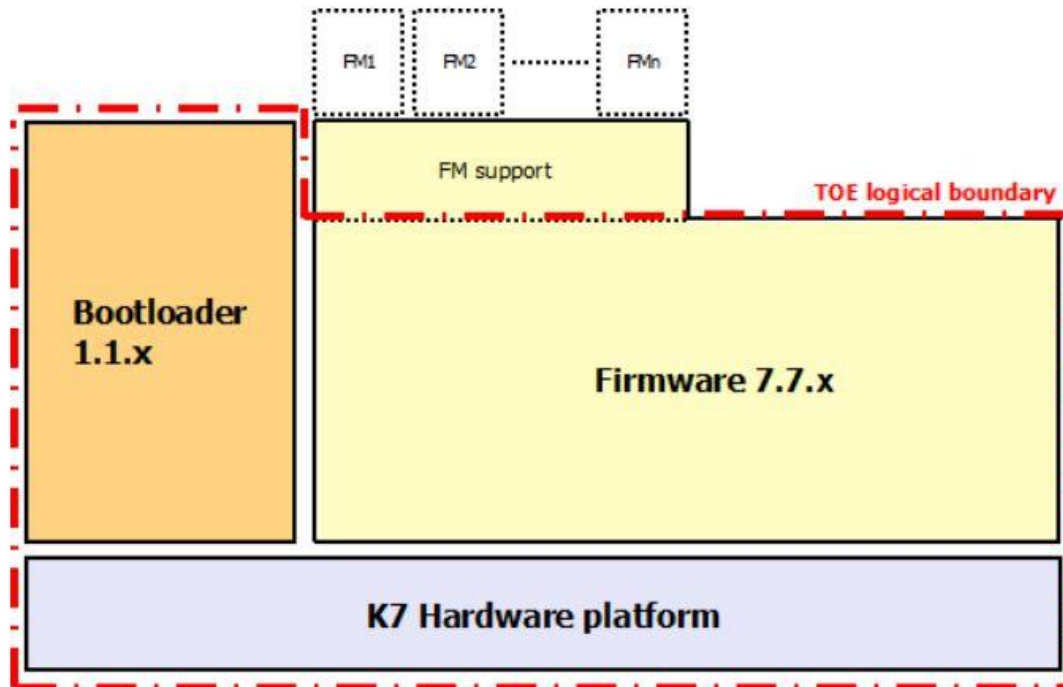 FM1 FM2 FMn
FM support
TOE logical boundary
Bootloader
1.1.x
Firmware 7.7.x
K7 Hardware platform